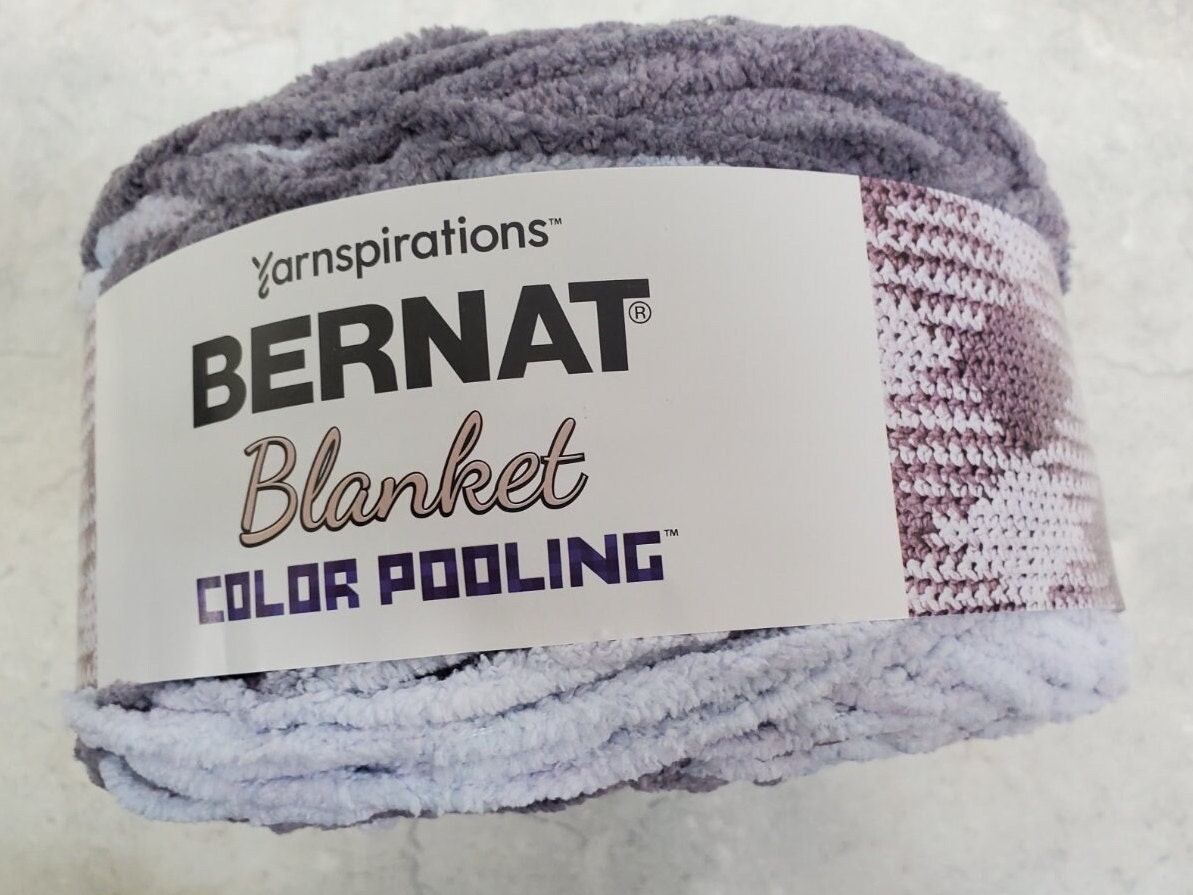 Yarnspirations™
BERNAT®
Blanket
COLOR POOLING™